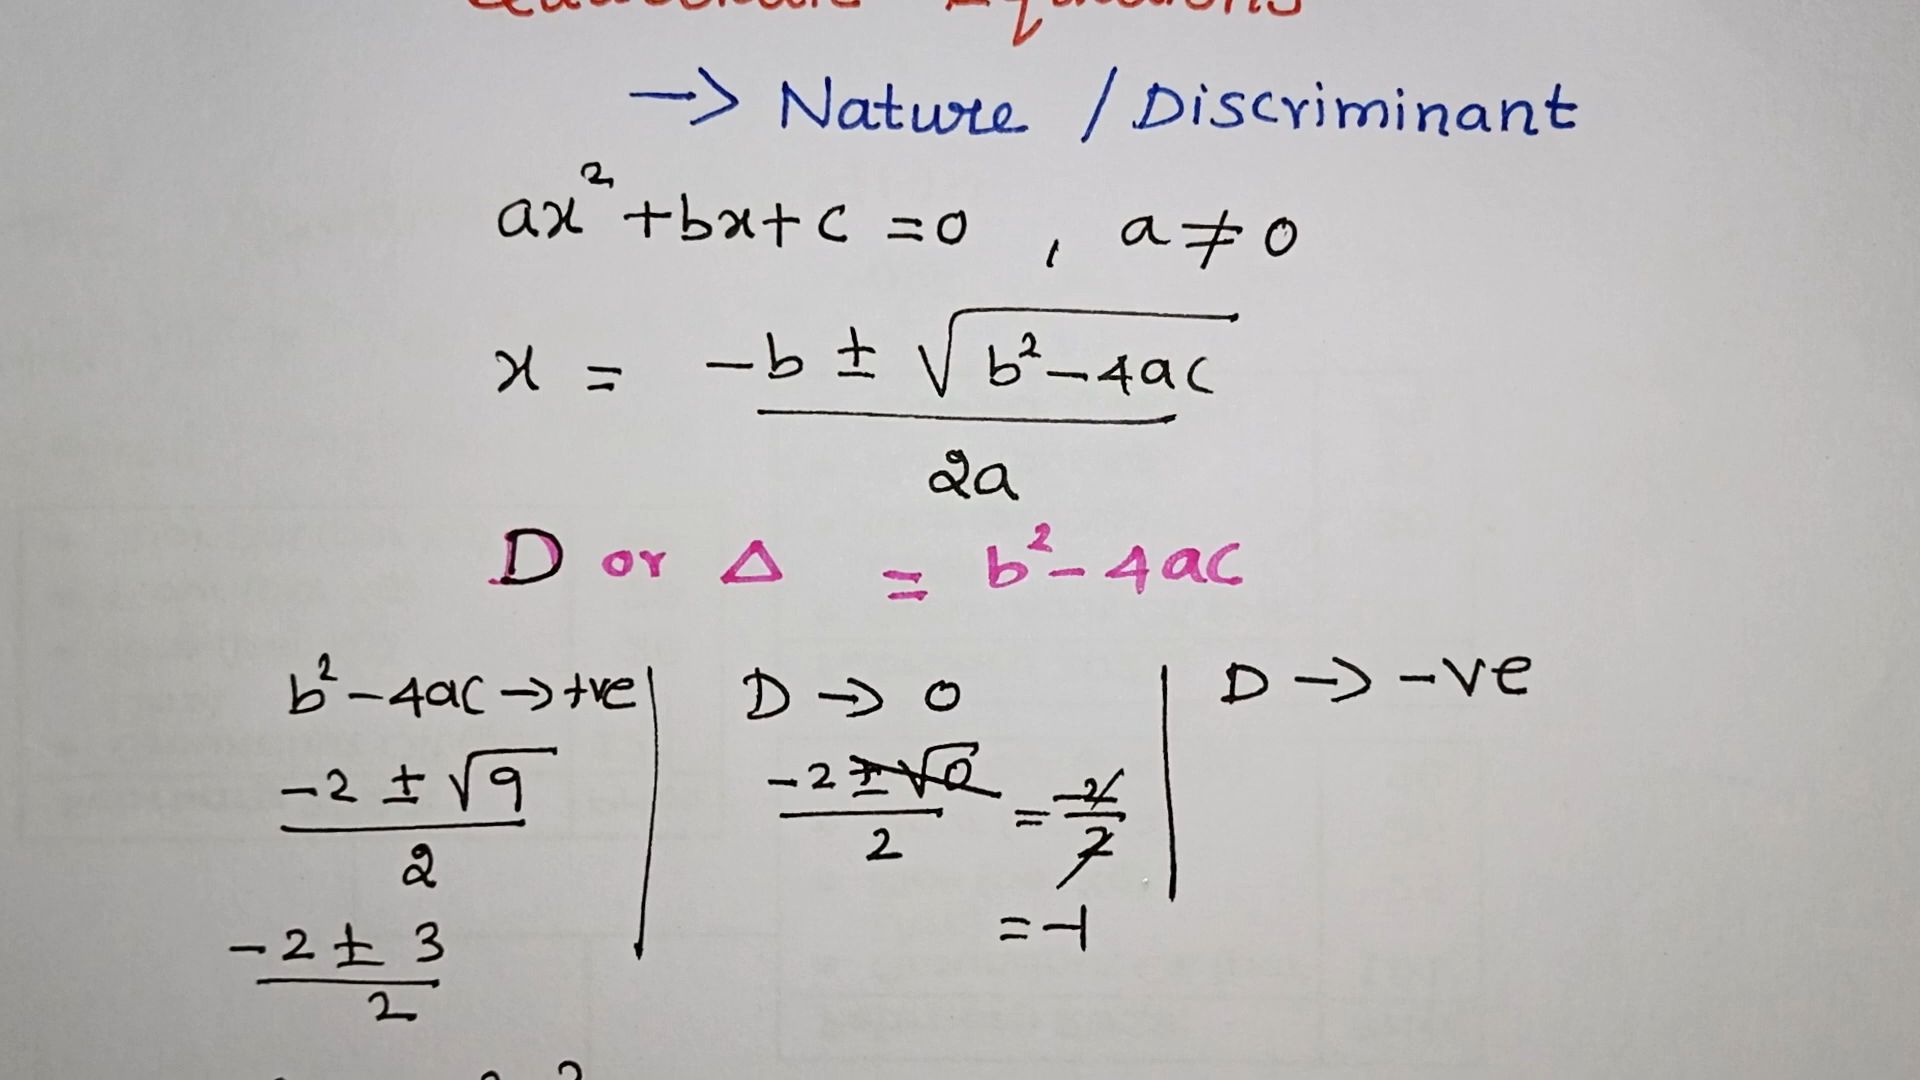 Equations
→ Nature / Discriminant
ax² + bx + c = 0 , a ≠ 0
x = -b ± √b²-4ac
2a
D or Δ = b²-4ac
b²-4ac → +ve | D → 0 | D → -ve
-2 ± √9
2
-2 ± √0
2
= -2
2
= -1
-2 ± 3
2